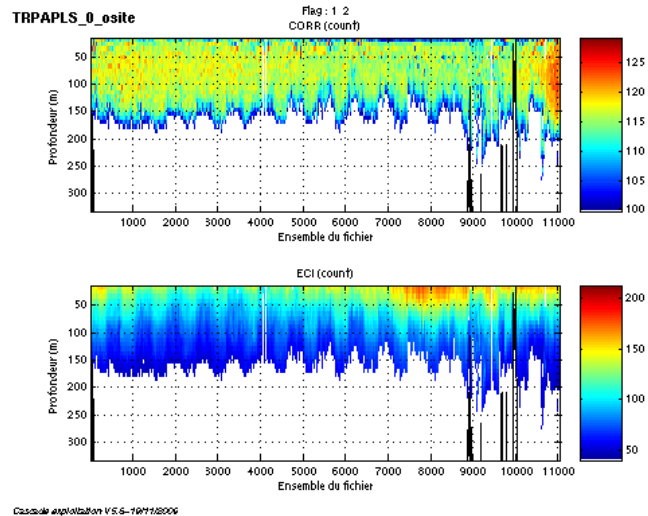 TRPAPLS_0_osite
Flag : 1 2
CORR (count)
50
100
150
200
250
300
Profondeur (m)
1000 2000 3000 4000 5000 6000 7000 8000 9000 10000 11000
Ensemble du fichier
125
120
115
110
105
100
ECI (count)
50
100
150
200
250
300
Profondeur (m)
1000 2000 3000 4000 5000 6000 7000 8000 9000 10000 11000
Ensemble du fichier
200
150
100
50
Cascade exploitation V5.6-19/11/2009